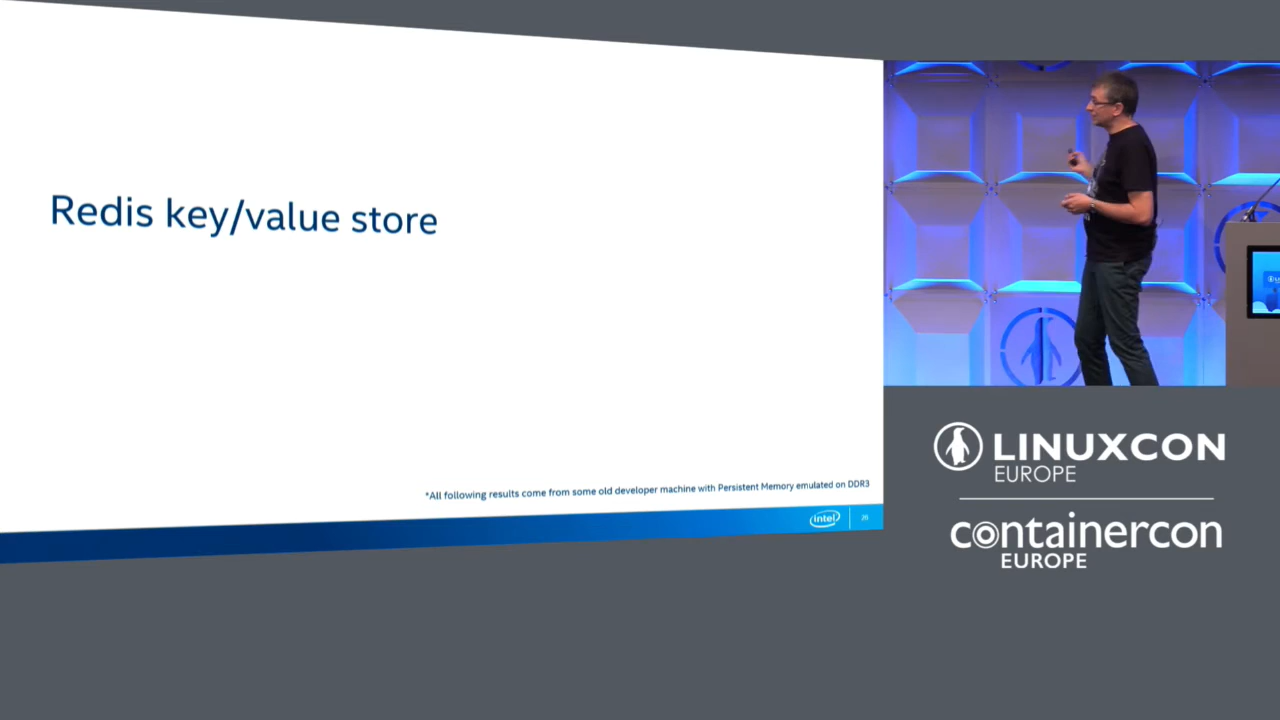 Redis key/value store
*All following results come from some old developer machine with Persistent Memory emulated on DDR3
intel
LINUXCON
EUROPE
containercon
EUROPE